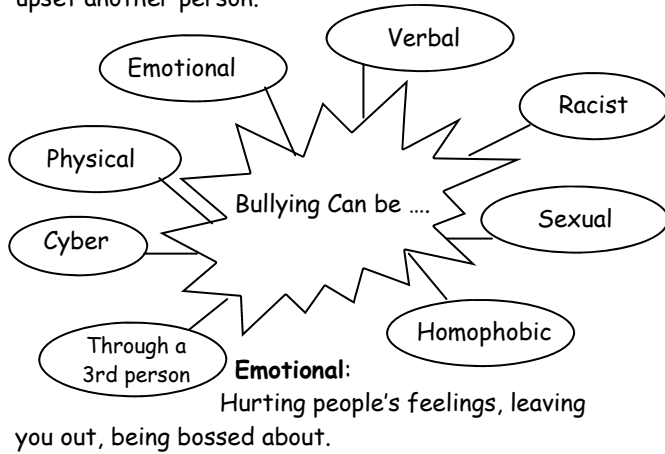 upset another person.
Verbal
Emotional
Racist
Physical
Bullying Can be ....
Sexual
Cyber
Homophobic
Through a
3rd person
Emotional:
Hurting people’s feelings, leaving
you out, being bossed about.